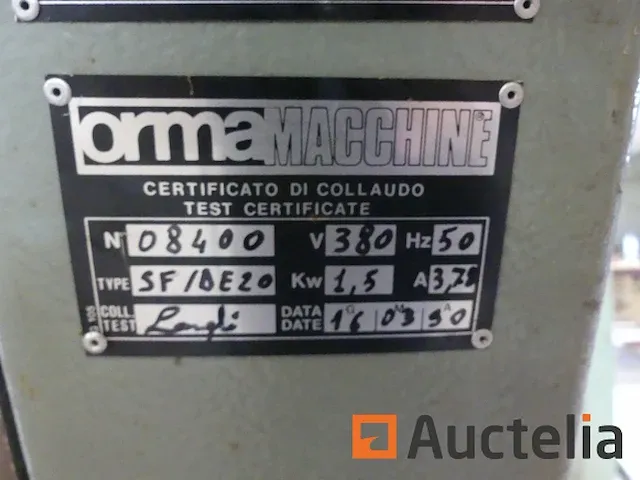 ormaMACCHINE®
CERTIFICATO DI COLLAUDO
TEST CERTIFICATE
N° 08400 V 380 Hz 50
TYPE SF/DE20 Kw 1,5 A 3,78
COLL. TEST DATA DATE G 16 M 03 A 90
Auctelia